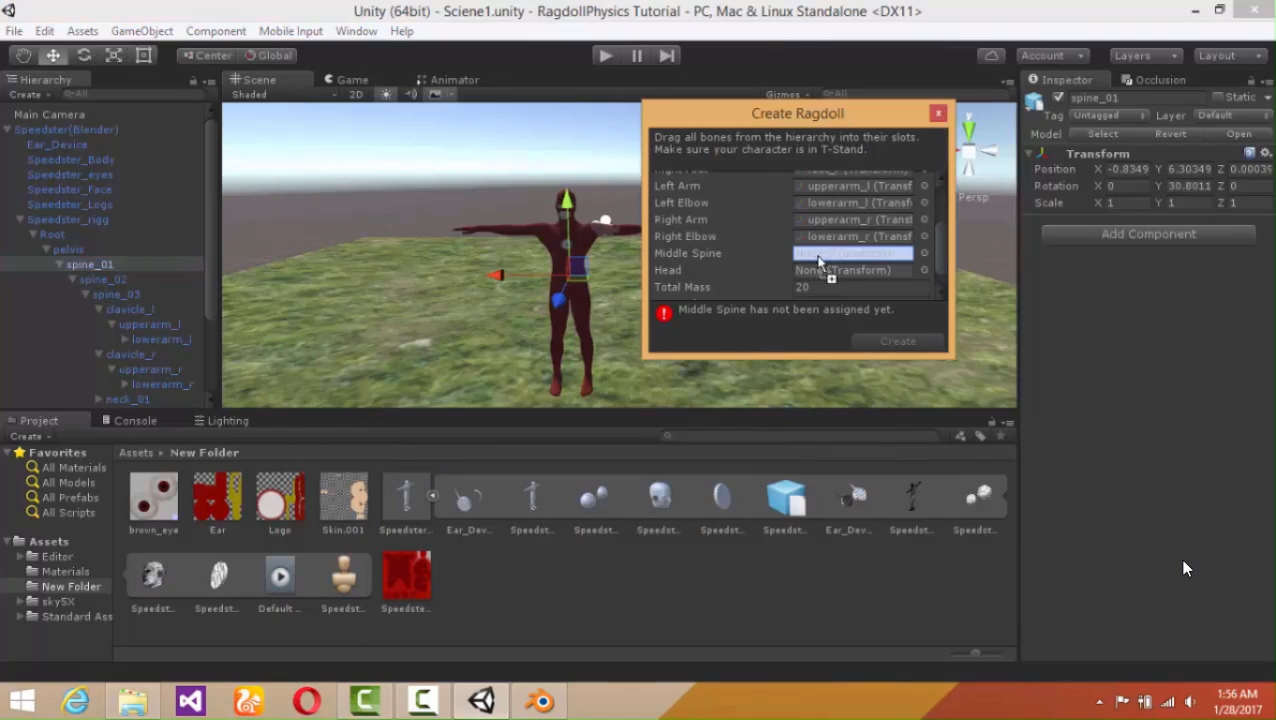 Unity (64bit) - Sciene1.unity - RagdollPhysics Tutorial - PC, Mac & Linux Standalone <DX11>
File Edit Assets GameObject Component Mobile Input Window Help
Center Global Account Layers Layout
Hierarchy
Create All
Main Camera
Speedster(Blender)
Ear_Device
Speedster_Body
Speedster_eyes
Speedster_Face
Speedster_Logo
Speedster_rigg
Root
pelvis
spine_01
spine_02
spine_03
clavicle_l
upperarm_l
lowerarm_l
clavicle_r
upperarm_r
lowerarm_r
neck_01
Scene Game Animator
Shaded 2D Gizmos All
y
Persp
Create Ragdoll
x
Drag all bones from the hierarchy into their slots.
Make sure your character is in T-Stand.
Left Arm upperarm_l (Transf
Left Elbow lowerarm_l (Transf
Right Arm upperarm_r (Transf
Right Elbow lowerarm_r (Transf
Middle Spine
Head None (Transform)
Total Mass 20
Middle Spine has not been assigned yet.
Create
Inspector Occlusion
spine_01 Static
Tag Untagged Layer Default
Model Select Revert Open
Transform
Position X -0.8349 Y 6.30349 Z 0.00039
Rotation X 0 Y 30.8011 Z 0
Scale X 1 Y 1 Z 1
Add Component
Project Console Lighting
Create
Favorites
All Materials
All Models
All Prefabs
All Scripts
Assets
Editor
Materials
New Folder
sky5X
Standard Ass
Assets New Folder
brown_eye Ear Logo Skin.001 Speedster... Ear_Dev... Speedst... Speedst... Speedst... Speedst... Speedst... Ear_De... Speedst... Speedst...
Speedst... Speedst... Default ... Speedst... Speedste...
1:56 AM
1/28/2017